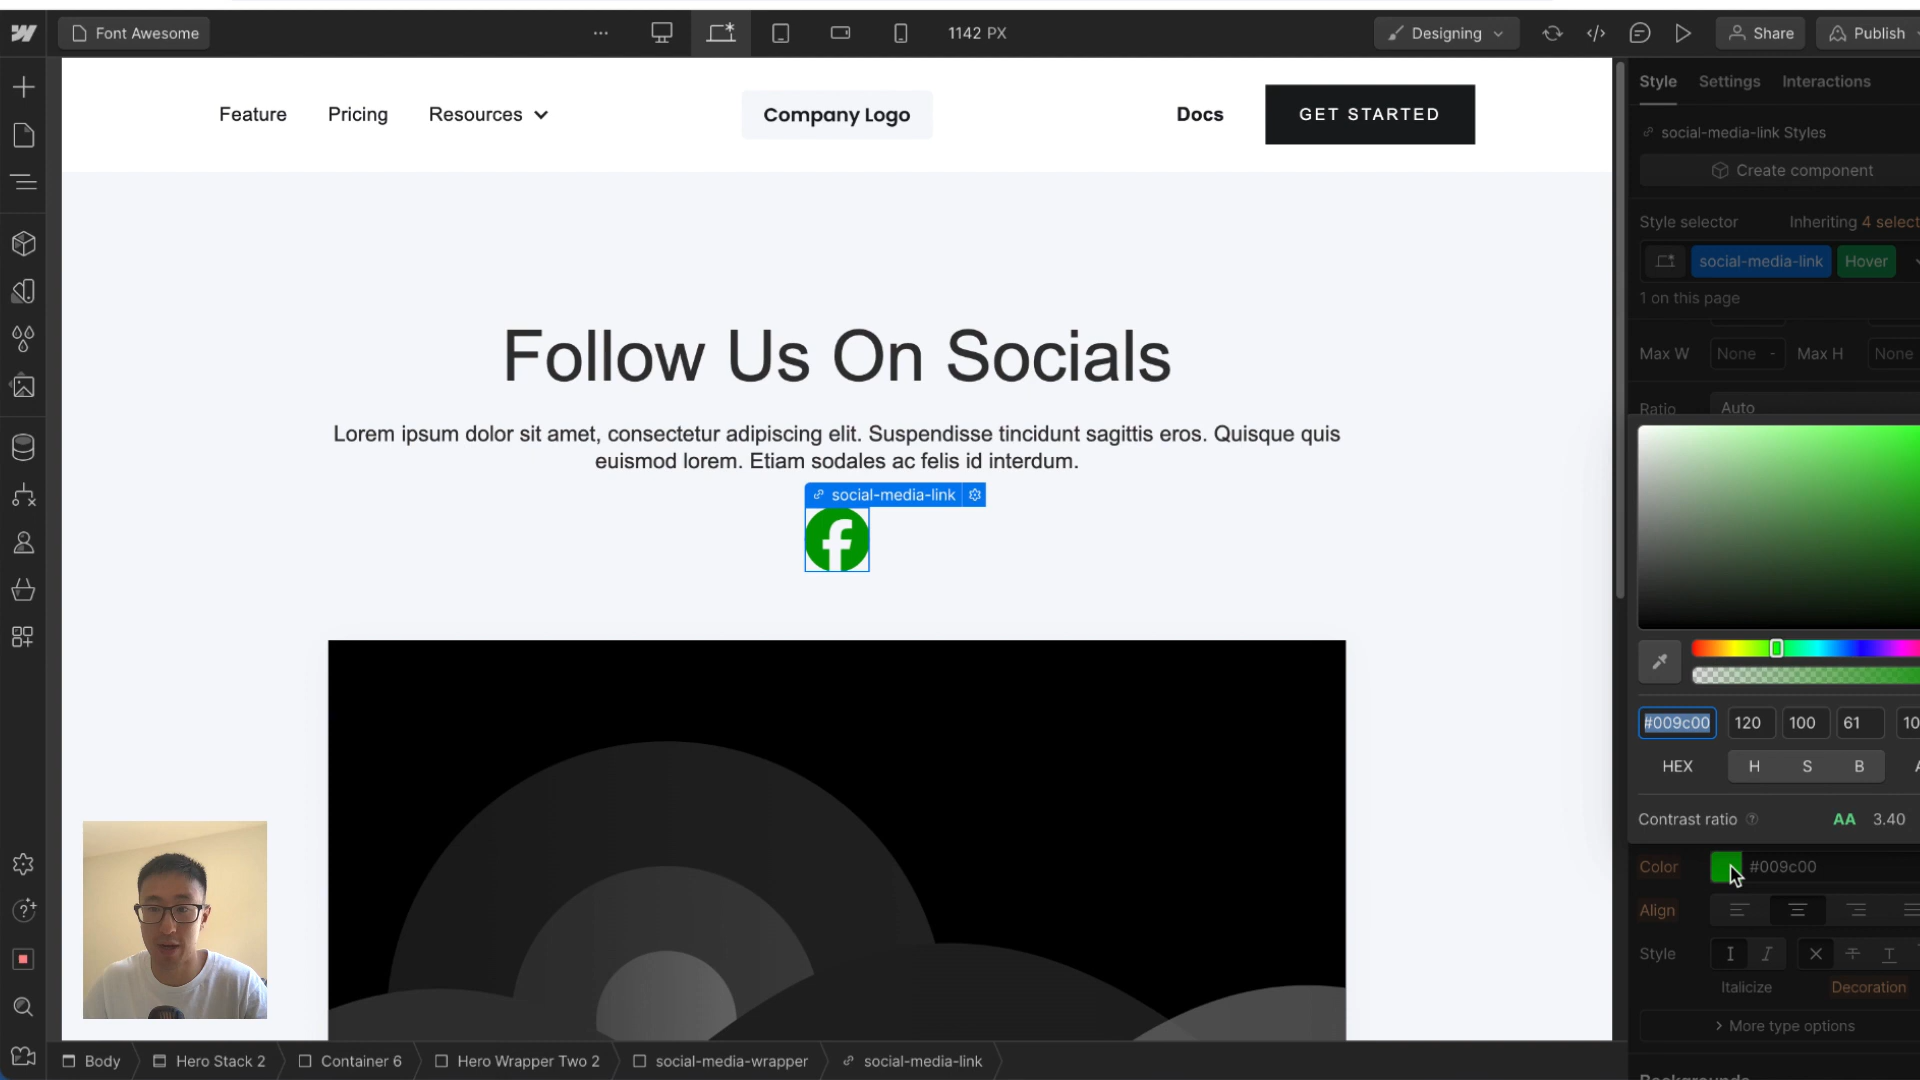 Font Awesome
1142 PX
Designing
Share
Publish
Feature
Pricing
Resources
Company Logo
Docs
GET STARTED
Follow Us On Socials
Lorem ipsum dolor sit amet, consectetur adipiscing elit. Suspendisse tincidunt sagittis eros. Quisque quis
euismod lorem. Etiam sodales ac felis id interdum.
social-media-link
Style
Settings
Interactions
social-media-link Styles
Create component
Style selector
Inheriting 4 select
social-media-link
Hover
1 on this page
Max W
None
-
Max H
None
Ratio
Auto
#009c00
120
100
61
10
HEX
H
S
B
Contrast ratio
AA
3.40
Color
#009c00
Align
Style
Italicize
Decoration
More type options
Body
Hero Stack 2
Container 6
Hero Wrapper Two 2
social-media-wrapper
social-media-link